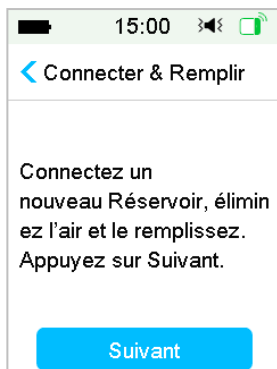 15:00
Connecter & Remplir
Connectez un
nouveau Réservoir, élimin
ez l'air et le remplissez.
Appuyez sur Suivant.
Suivant